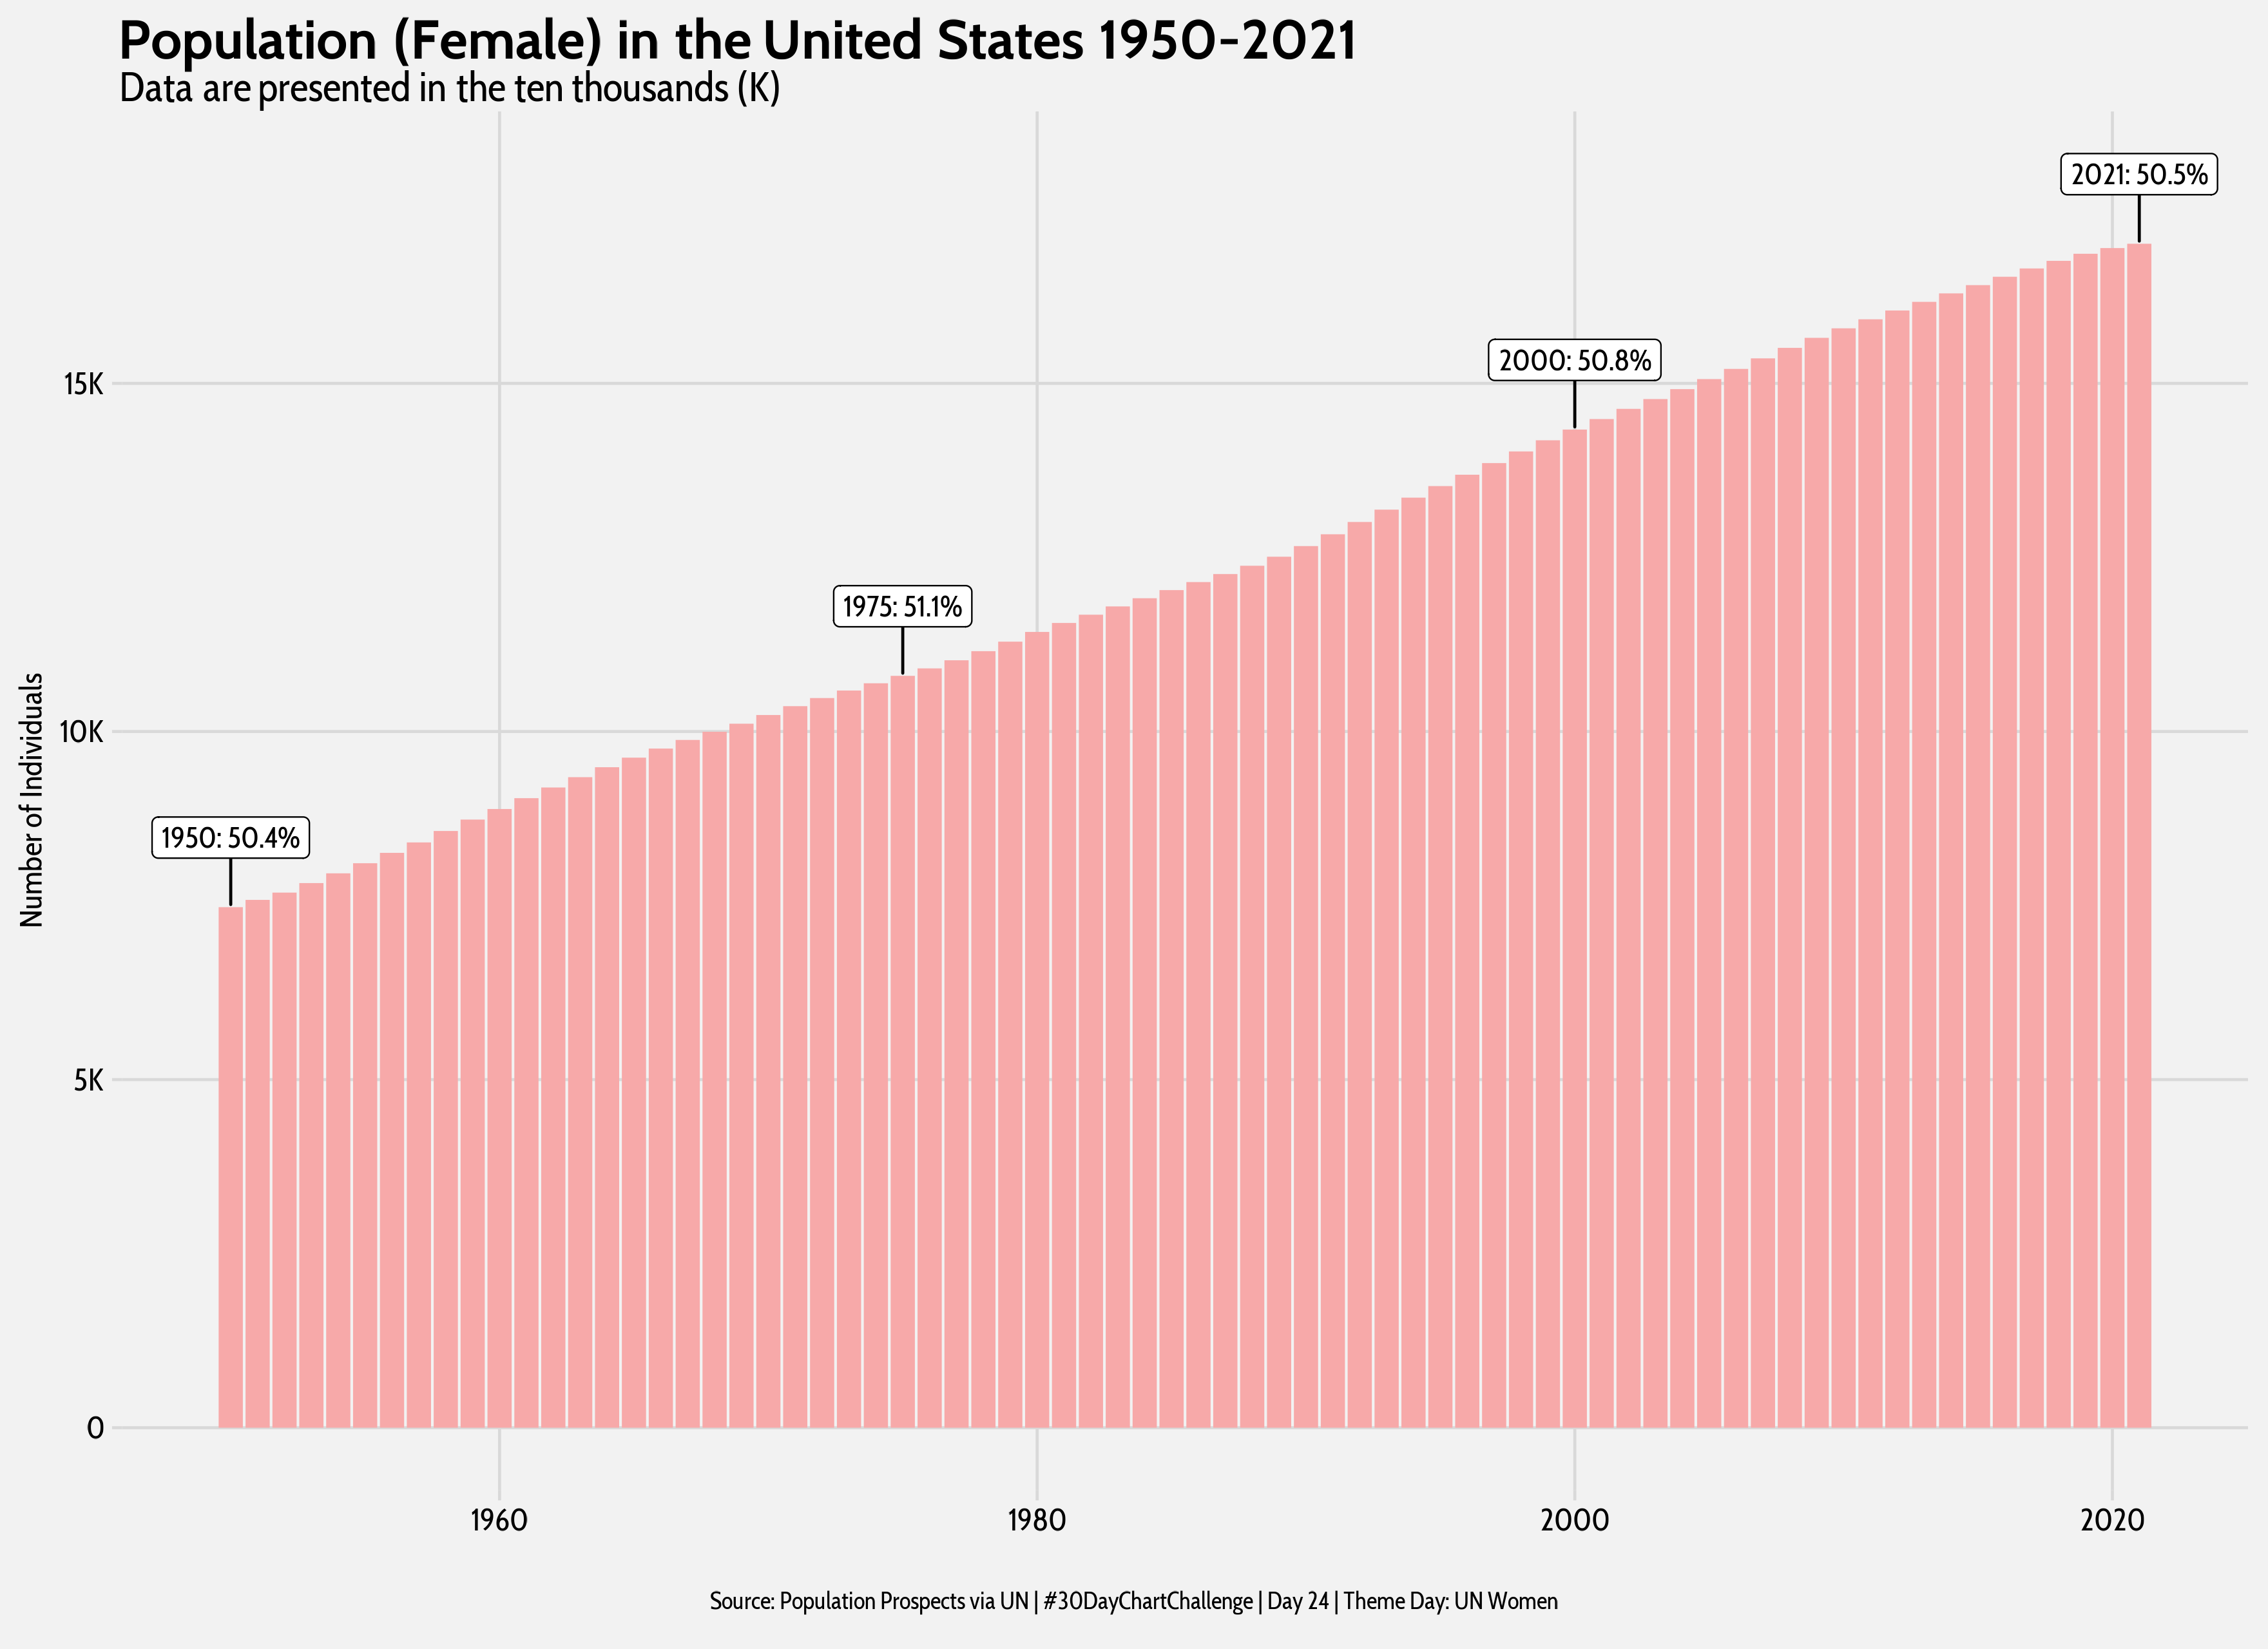 Population (Female) in the United States 1950-2021
Data are presented in the ten thousands (K)
2021: 50.5%
2000: 50.8%
15K
1975: 51.1%
10K
1950: 50.4%
Number of Individuals
5K
0
1960 1980 2000 2020
Source: Population Prospects via UN | #30DayChartChallenge | Day 24 | Theme Day: UN Women